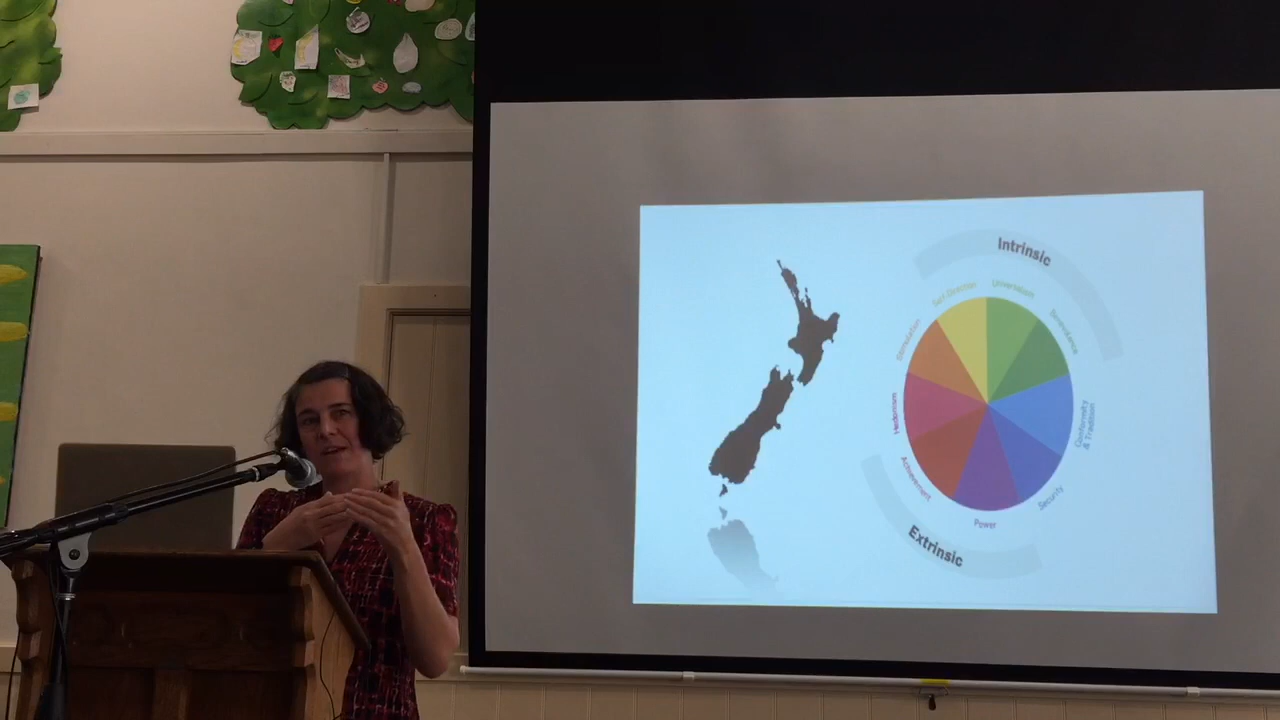 Intrinsic
Self-Direction
Universalism
Benevolence
Stimulation
Hedonism
Conformity
& Tradition
Achievement
Security
Power
Extrinsic